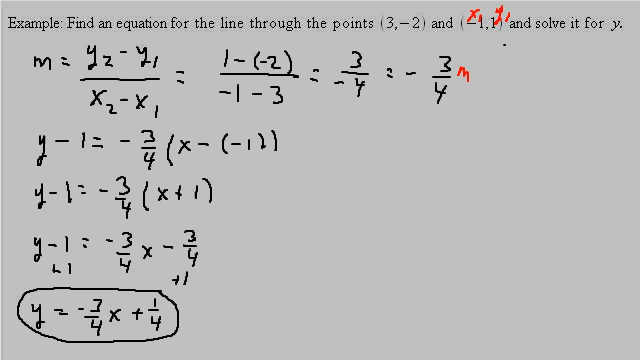 Example: Find an equation for the line through the points (3,−2) and (−1,1) and solve it for y.
x₁ y₁
m = (y₂ − y₁)/(x₂ − x₁) = (1 − (−2))/(−1 − 3) = 3/−4 = − 3/4 m
y − 1 = − 3/4 (x − (−1))
y − 1 = − 3/4 (x + 1)
y − 1 = − 3/4 x − 3/4
+1 +1
y = − 3/4 x + 1/4